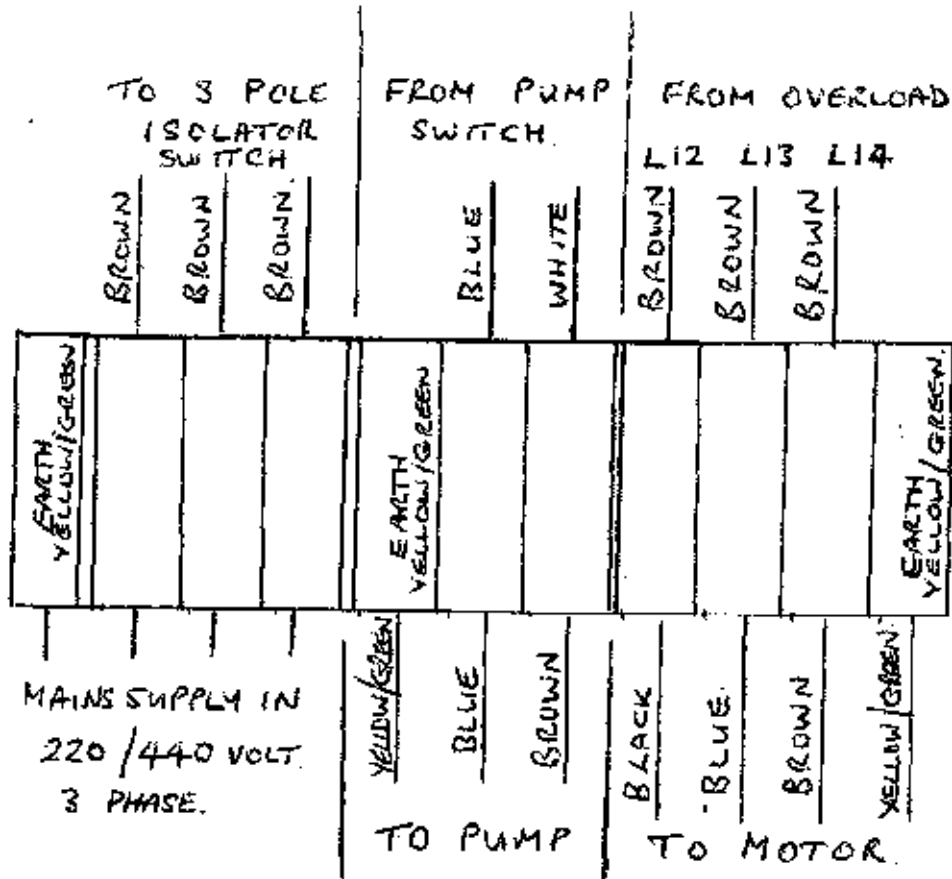 TO 3 POLE
ISOLATOR
SWITCH
FROM PUMP
SWITCH
FROM OVERLOAD
L12 L13 L14
BROWN
BROWN
BROWN
BLUE
WHITE
BROWN
BROWN
BROWN
EARTH
YELLOW/GREEN
EARTH
YELLOW/GREEN
EARTH
YELLOW/GREEN.
MAINS SUPPLY IN
220/440 VOLT.
3 PHASE.
YELLOW/GREEN
BLUE
BROWN
TO PUMP
BLACK
BLUE.
BROWN
YELLOW/GREEN
TO MOTOR